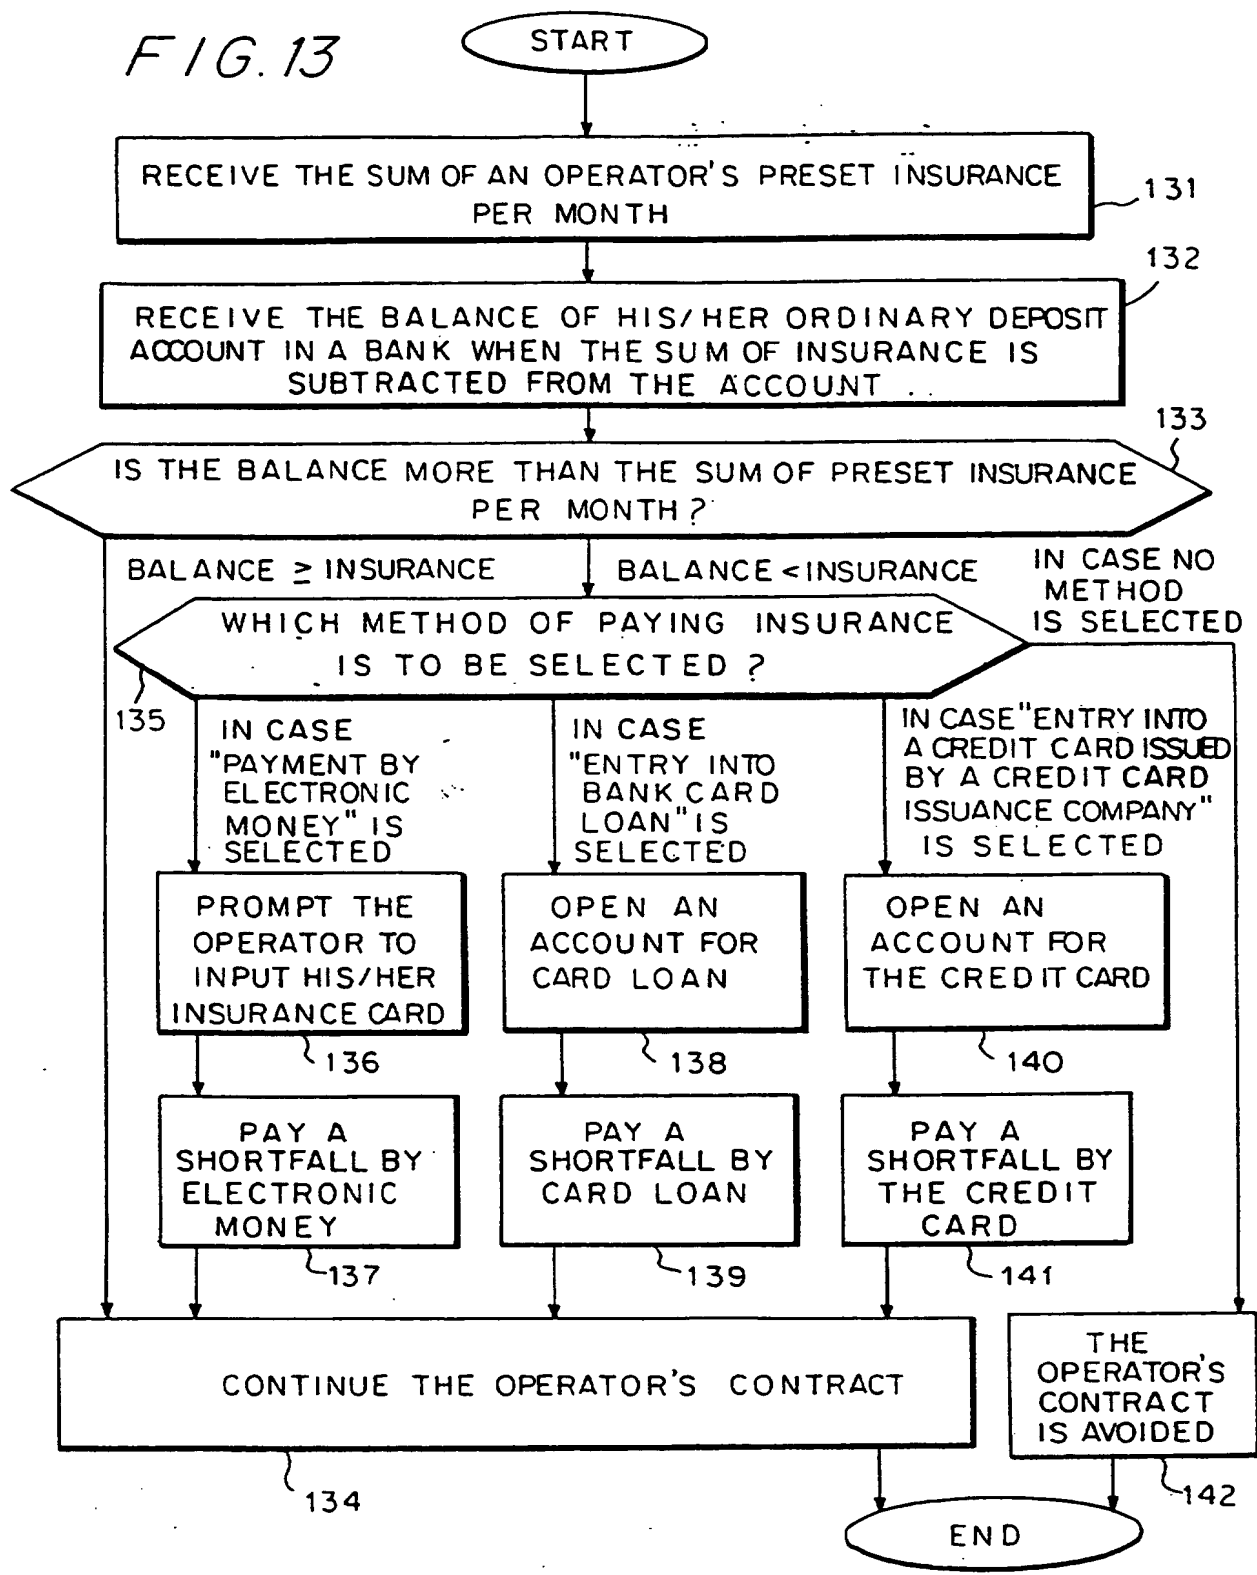 FIG. 13
START
RECEIVE THE SUM OF AN OPERATOR'S PRESET INSURANCE
PER MONTH
131
132
RECEIVE THE BALANCE OF HIS/HER ORDINARY DEPOSIT
ACCOUNT IN A BANK WHEN THE SUM OF INSURANCE IS
SUBTRACTED FROM THE ACCOUNT
133
IS THE BALANCE MORE THAN THE SUM OF PRESET INSURANCE
PER MONTH?
BALANCE ≥ INSURANCE
BALANCE < INSURANCE
IN CASE NO
METHOD
IS SELECTED
WHICH METHOD OF PAYING INSURANCE
IS TO BE SELECTED?
135
IN CASE
"PAYMENT BY
ELECTRONIC
MONEY" IS
SELECTED
IN CASE
"ENTRY INTO
BANK CARD
LOAN" IS
SELECTED
IN CASE "ENTRY INTO
A CREDIT CARD ISSUED
BY A CREDIT CARD
ISSUANCE COMPANY"
IS SELECTED
PROMPT THE
OPERATOR TO
INPUT HIS/HER
INSURANCE CARD
136
OPEN AN
ACCOUNT FOR
CARD LOAN
138
OPEN AN
ACCOUNT FOR
THE CREDIT CARD
140
PAY A
SHORTFALL BY
ELECTRONIC
MONEY
137
PAY A
SHORTFALL BY
CARD LOAN
139
PAY A
SHORTFALL BY
THE CREDIT
CARD
141
CONTINUE THE OPERATOR'S CONTRACT
134
THE
OPERATOR'S
CONTRACT
IS AVOIDED
142
END